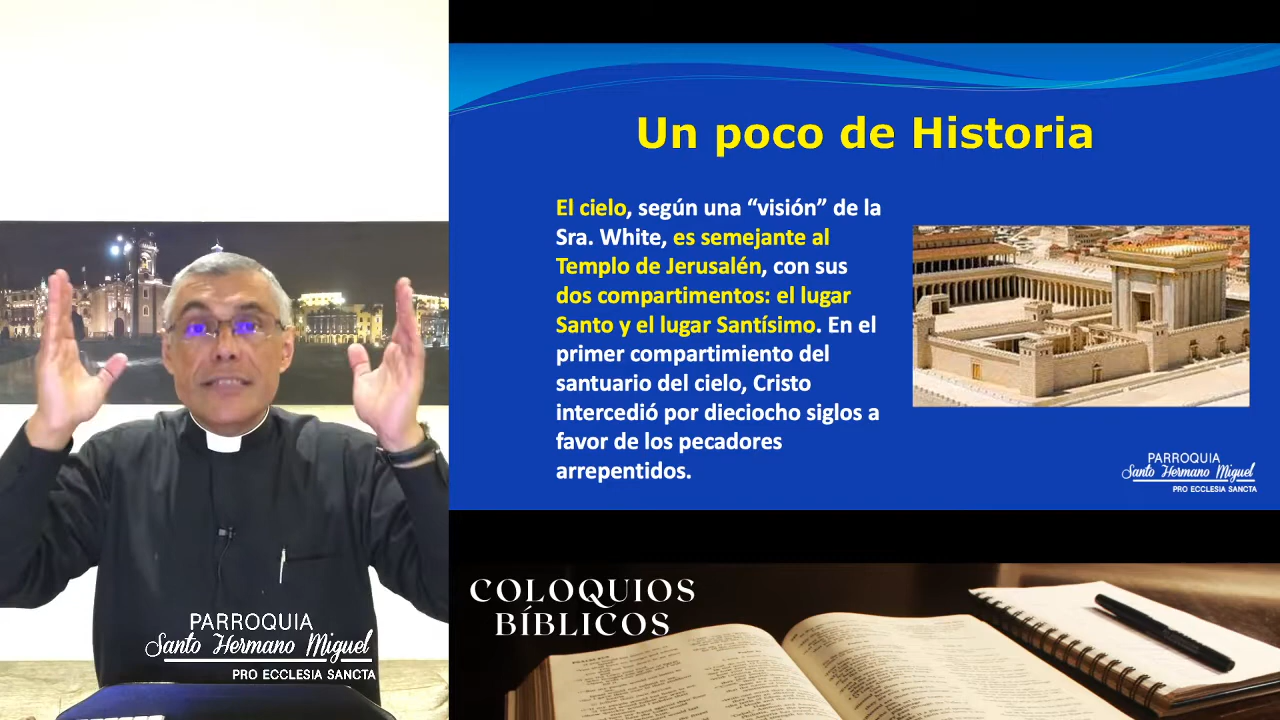 Un poco de Historia
El cielo, según una “visión” de la
Sra. White, es semejante al
Templo de Jerusalén, con sus
dos compartimentos: el lugar
Santo y el lugar Santísimo. En el
primer compartimiento del
santuario del cielo, Cristo
intercedió por dieciocho siglos a
favor de los pecadores
arrepentidos.
PARROQUIA
Santo Hermano Miguel
PRO ECCLESIA SANCTA
PARROQUIA
Santo Hermano Miguel
PRO ECCLESIA SANCTA
COLOQUIOS
BÍBLICOS